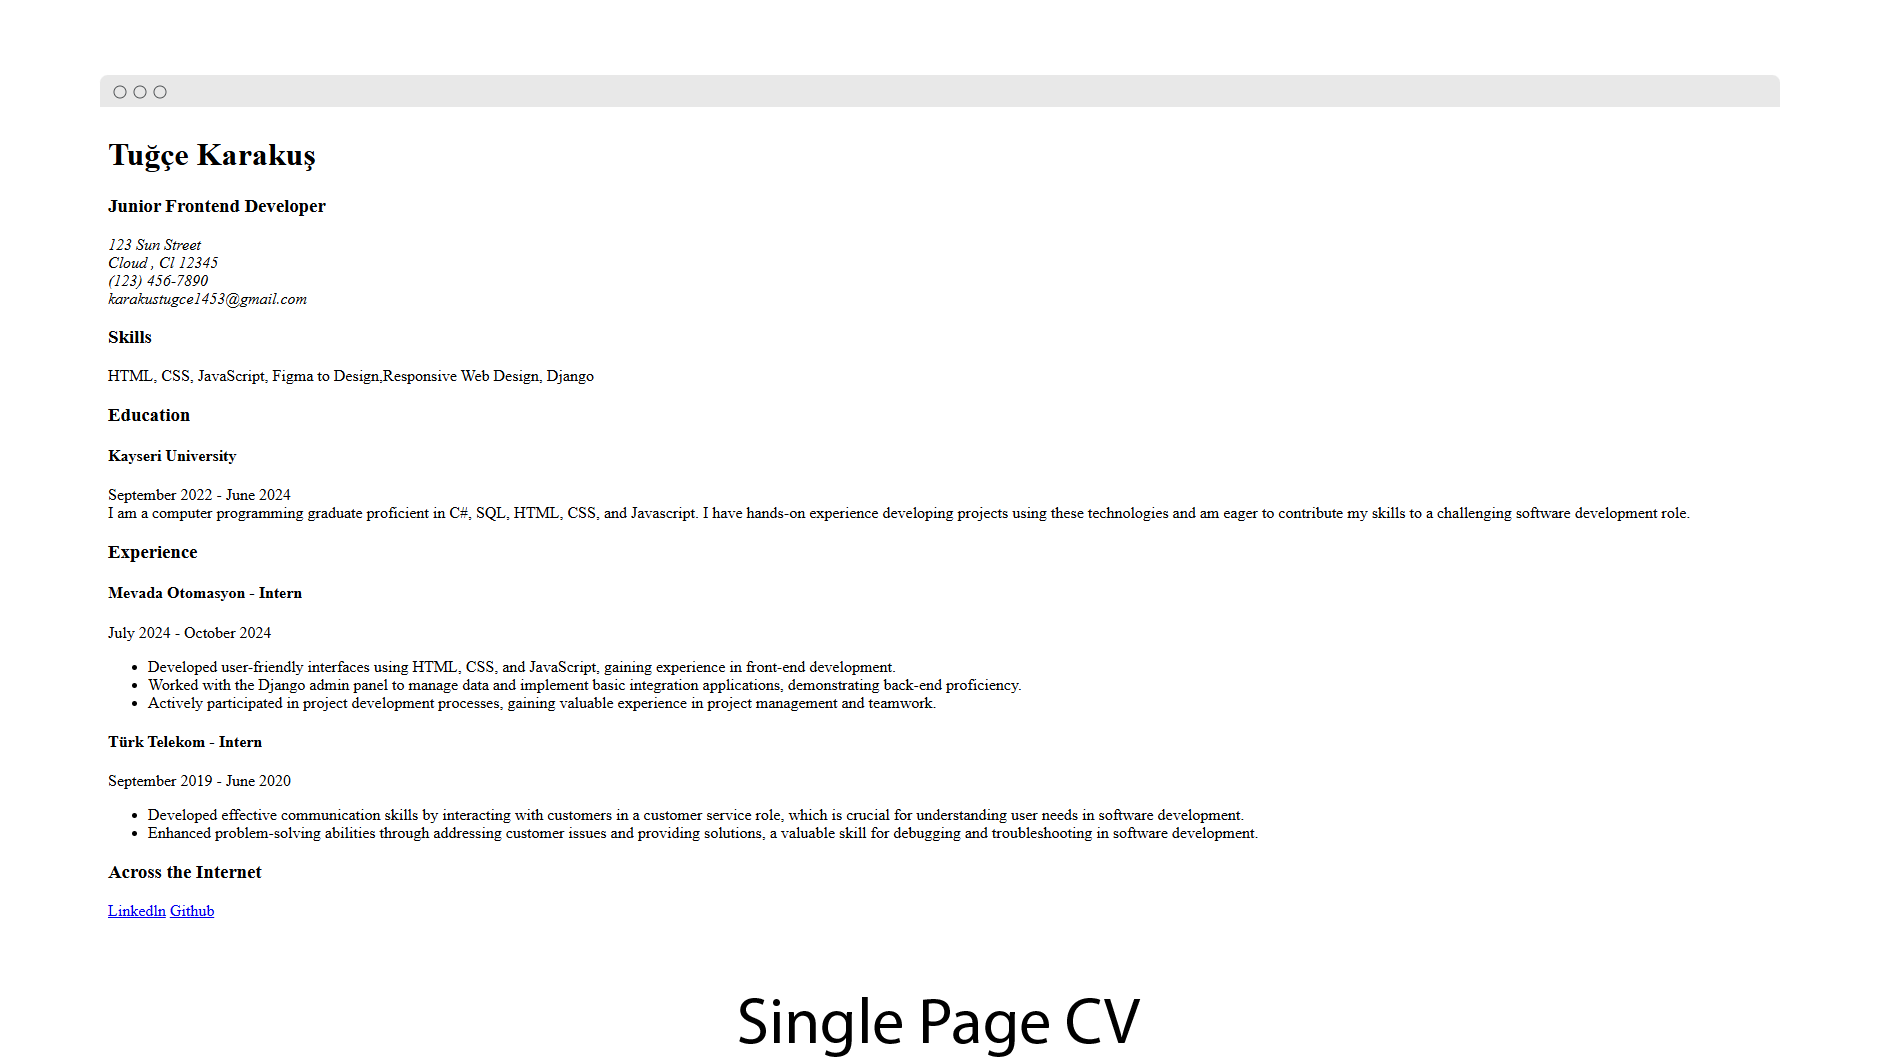 Tuğçe Karakuş
Junior Frontend Developer
123 Sun Street
Cloud , Cl 12345
(123) 456-7890
karakustugce1453@gmail.com
Skills
HTML, CSS, JavaScript, Figma to Design,Responsive Web Design, Django
Education
Kayseri University
September 2022 - June 2024
I am a computer programming graduate proficient in C#, SQL, HTML, CSS, and Javascript. I have hands-on experience developing projects using these technologies and am eager to contribute my skills to a challenging software development role.
Experience
Mevada Otomasyon - Intern
July 2024 - October 2024
• Developed user-friendly interfaces using HTML, CSS, and JavaScript, gaining experience in front-end development.
• Worked with the Django admin panel to manage data and implement basic integration applications, demonstrating back-end proficiency.
• Actively participated in project development processes, gaining valuable experience in project management and teamwork.
Türk Telekom - Intern
September 2019 - June 2020
• Developed effective communication skills by interacting with customers in a customer service role, which is crucial for understanding user needs in software development.
• Enhanced problem-solving abilities through addressing customer issues and providing solutions, a valuable skill for debugging and troubleshooting in software development.
Across the Internet
Linkedln Github
Single Page CV